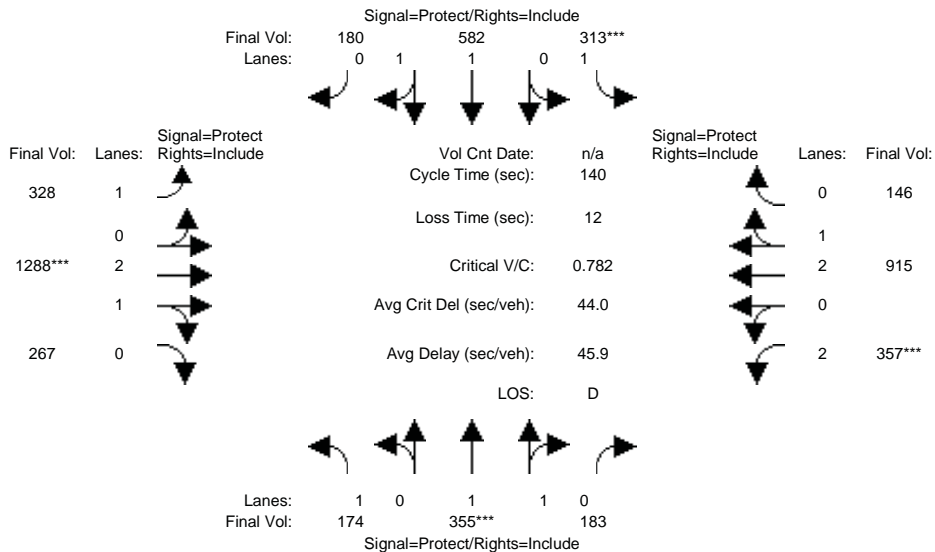 Signal=Protect/Rights=Include
Final Vol: 180 582 313***
Lanes: 0 1 1 0 1
Signal=Protect Signal=Protect
Final Vol: Lanes: Rights=Include Vol Cnt Date: n/a Rights=Include Lanes: Final Vol:
Cycle Time (sec): 140
328 1 0 146
Loss Time (sec): 12
0 1
1288*** 2 Critical V/C: 0.782 2 915
1 Avg Crit Del (sec/veh): 44.0 0
267 0 Avg Delay (sec/veh): 45.9 2 357***
LOS: D
Lanes: 1 0 1 1 0
Final Vol: 174 355*** 183
Signal=Protect/Rights=Include